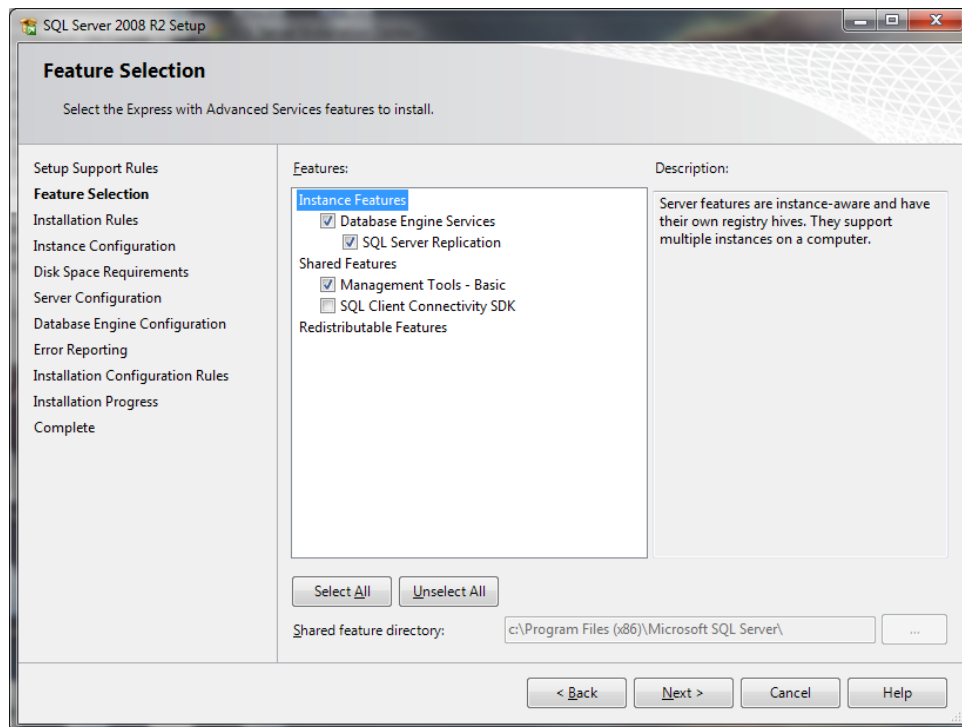 SQL Server 2008 R2 Setup
Feature Selection
Select the Express with Advanced Services features to install.
Setup Support Rules
Feature Selection
Installation Rules
Instance Configuration
Disk Space Requirements
Server Configuration
Database Engine Configuration
Error Reporting
Installation Configuration Rules
Installation Progress
Complete
Features:
Instance Features
Database Engine Services
SQL Server Replication
Shared Features
Management Tools - Basic
SQL Client Connectivity SDK
Redistributable Features
Description:
Server features are instance-aware and have
their own registry hives. They support
multiple instances on a computer.
Select All
Unselect All
Shared feature directory:
c:\Program Files (x86)\Microsoft SQL Server\
...
< Back
Next >
Cancel
Help